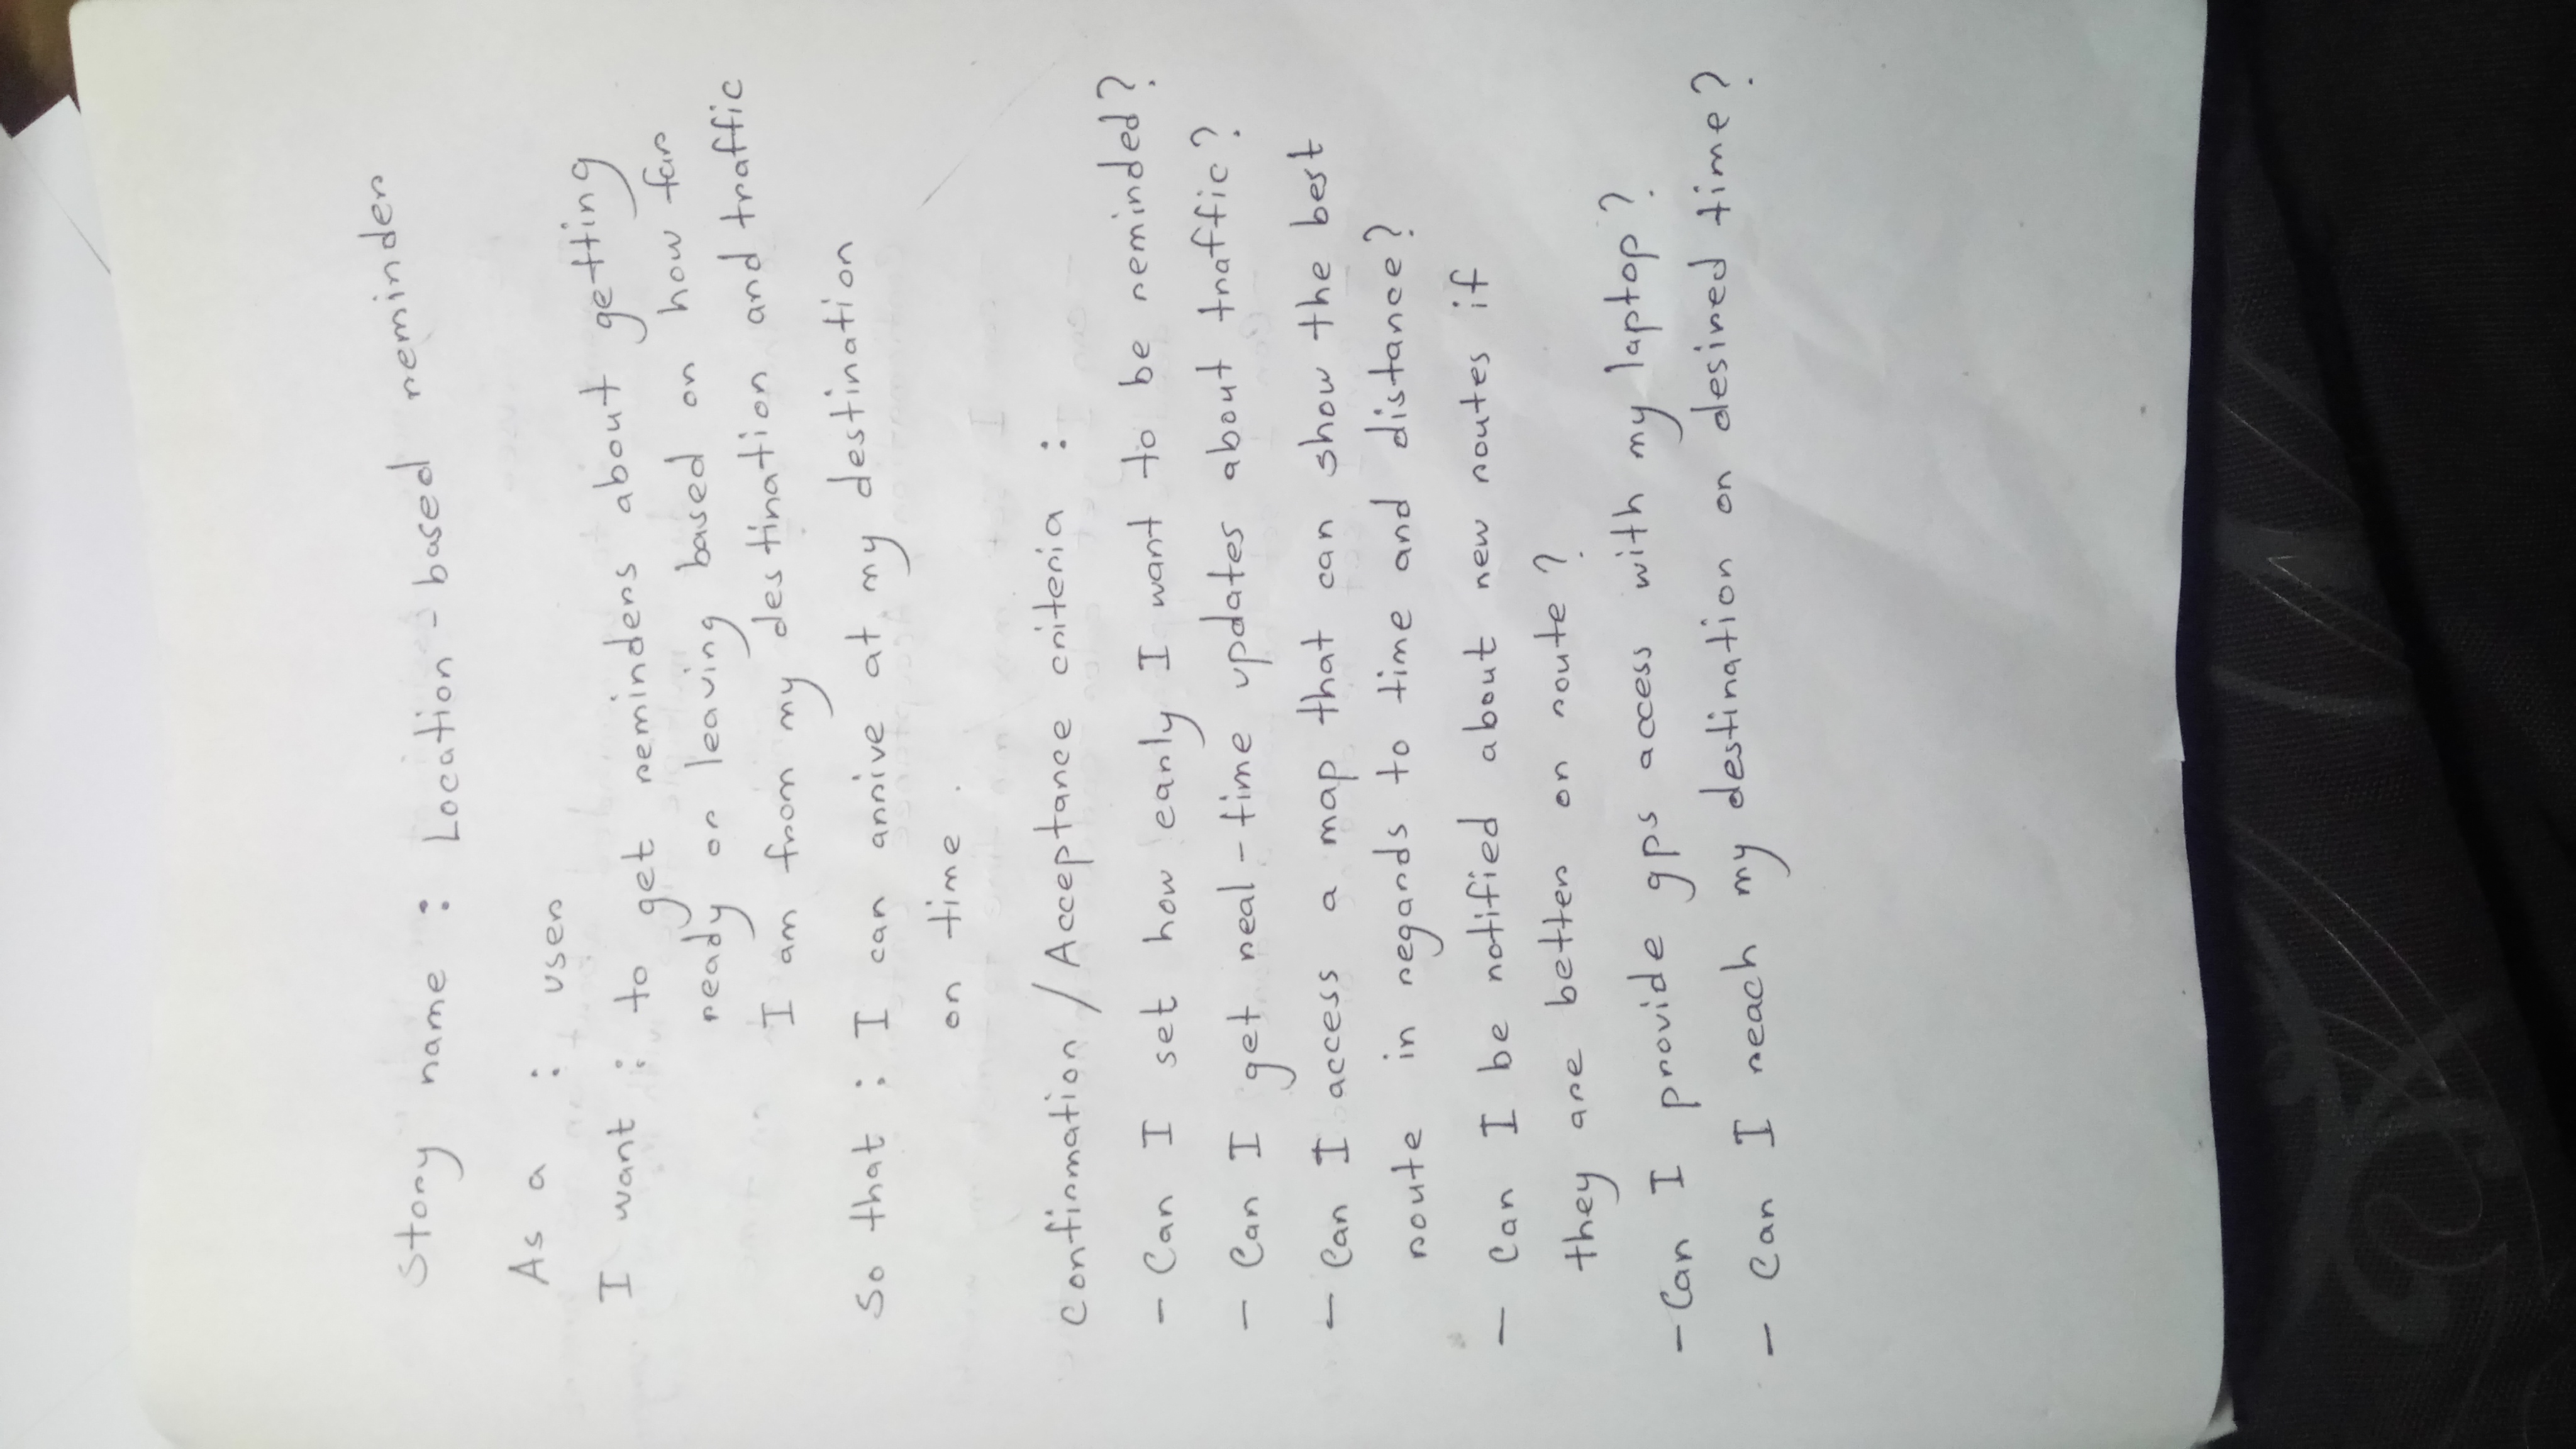 Story name : Location-based reminder
As a : user
I want : to get reminders about getting
ready or leaving based on how far
I am from my destination and traffic
So that : I can arrive at my destination
on time.
Confirmation / Acceptance criteria :
- Can I set how early I want to be reminded?
- Can I get real-time updates about traffic?
- Can I access a map that can show the best
route in regards to time and distance?
- Can I be notified about new routes if
they are better on route?
- Can I provide gps access with my laptop?
- Can I reach my destination on desired time?